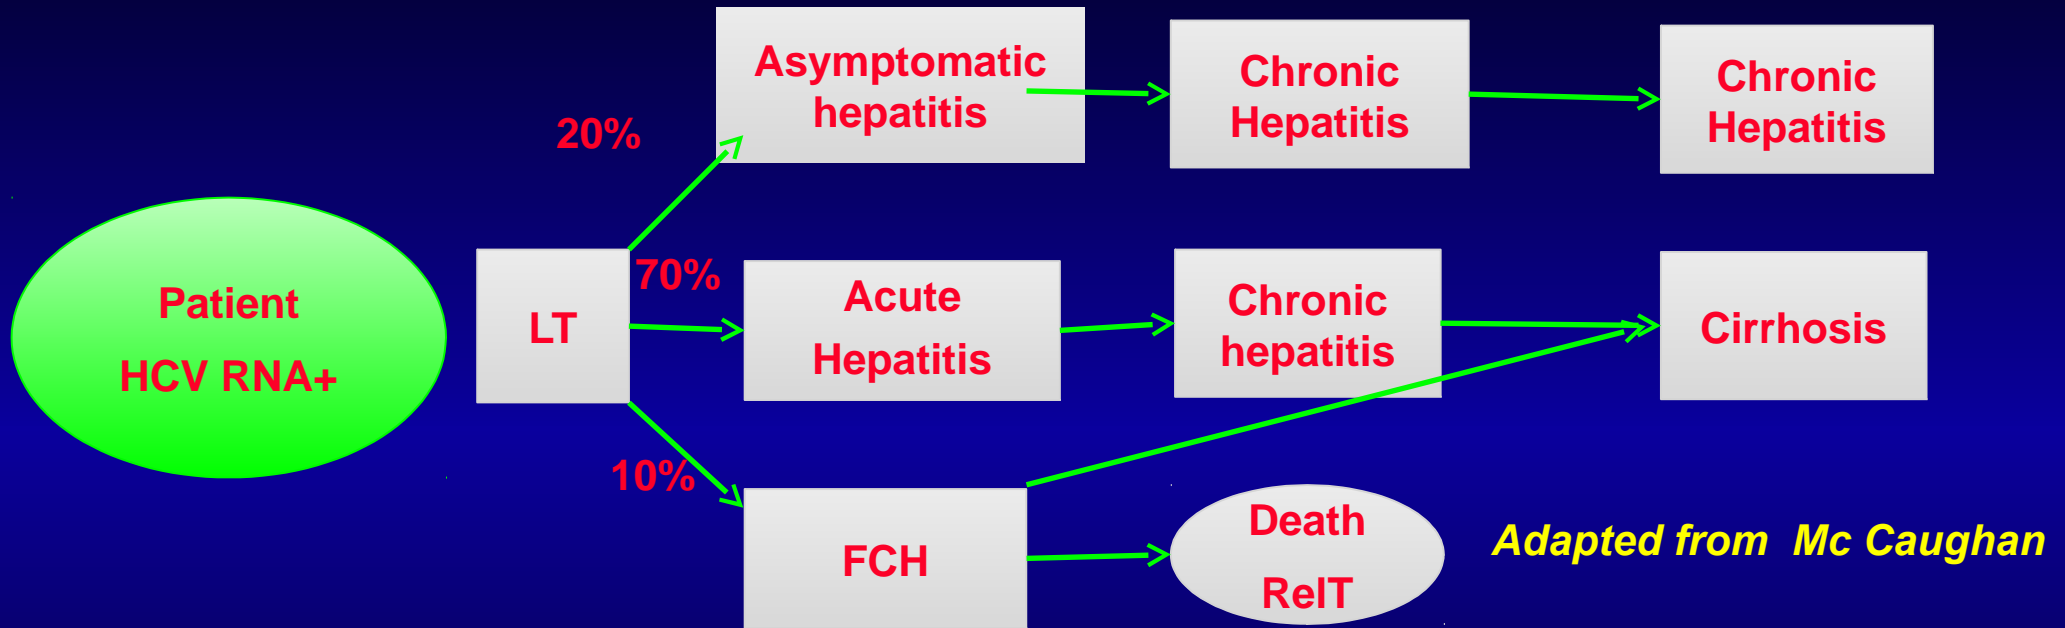 Asymptomatic
hepatitis
Chronic
Hepatitis
Chronic
Hepatitis
20%
Patient
HCV RNA+
LT
70%
Acute
Hepatitis
Chronic
hepatitis
Cirrhosis
10%
FCH
Death
RelT
Adapted from  Mc Caughan